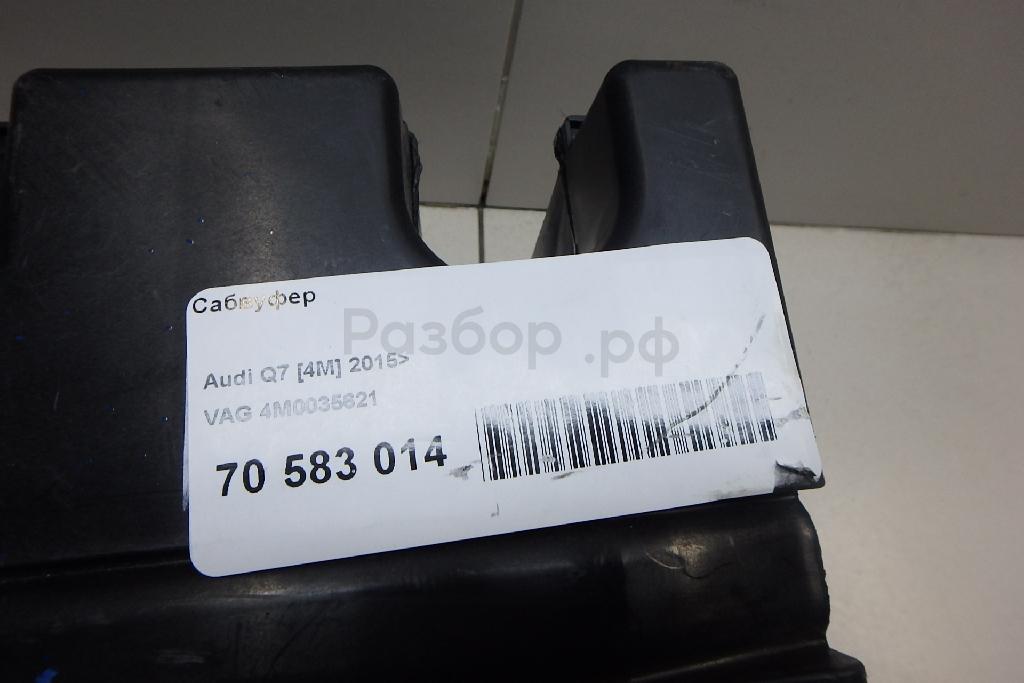 Сабвуфер
Разбор.рф
Audi Q7 [4M] 2015>
VAG 4M0035621
70 583 014